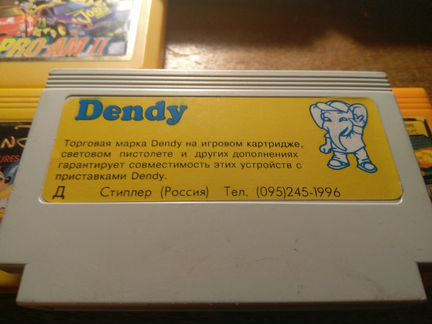 PRO-AM II
Dendy
Торговая марка Dendy на игровом картридже,
световом пистолете и других дополнениях
гарантирует совместимость этих устройств с
приставками Dendy.
Д Стиплер (Россия) Тел. (095)245-1996